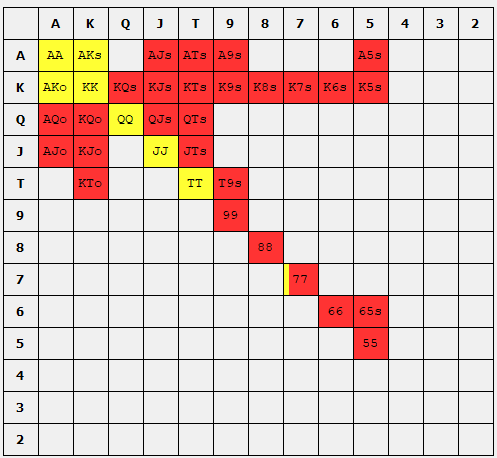 A K Q J T 9 8 7 6 5 4 3 2
A AA AKs AJs ATs A9s A5s
K AKo KK KQs KJs KTs K9s K8s K7s K6s K5s
Q AQo KQo QQ QJs QTs
J AJo KJo JJ JTs
T KTo TT T9s
9 99
8 88
7 77
6 66 65s
5 55
4
3
2